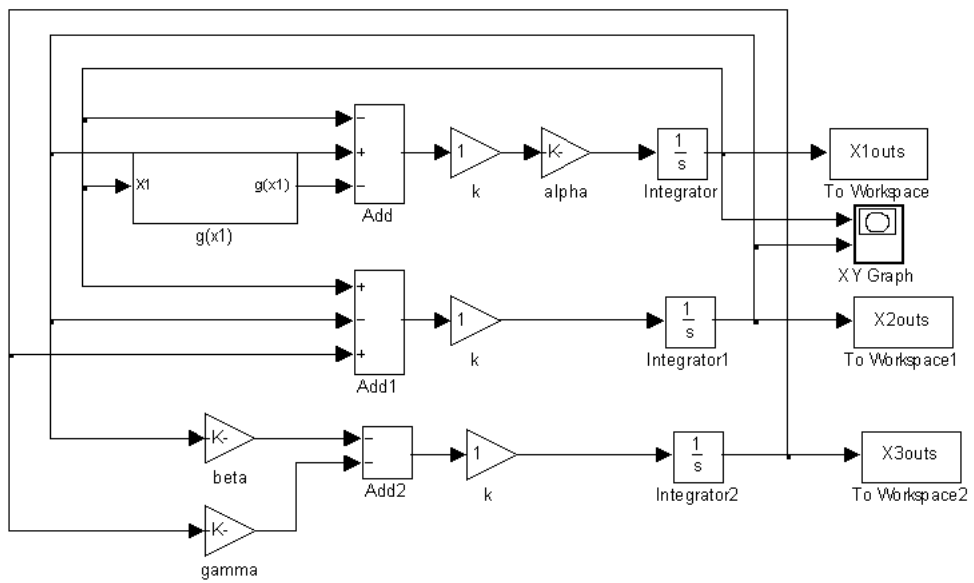 −
+
−
Add
X1
g(x1)
g(x1)
1
k
-K-
alpha
1
s
Integrator
X1outs
To Workspace
XY Graph
+
−
+
Add1
1
k
1
s
Integrator1
X2outs
To Workspace1
-K-
beta
−
−
Add2
1
k
1
s
Integrator2
X3outs
To Workspace2
-K-
gamma